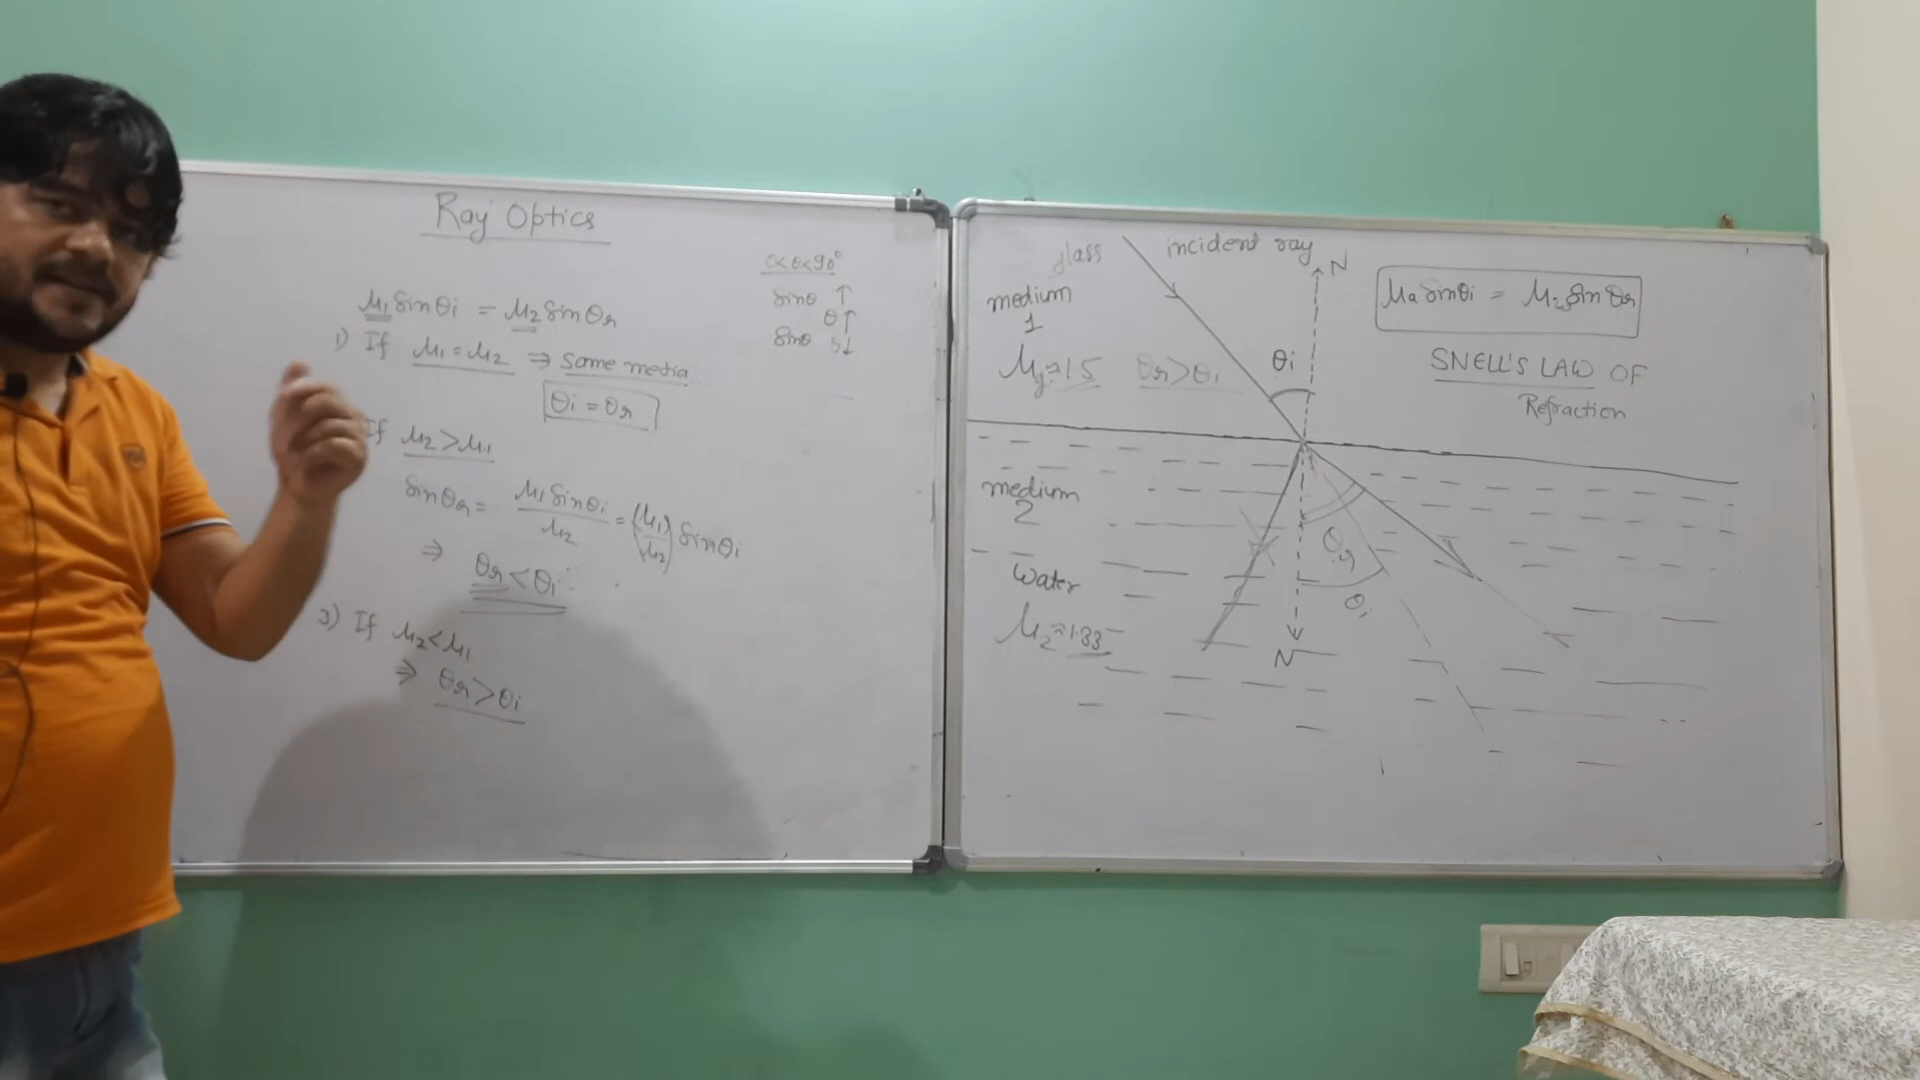 Ray Optics
μ1 sinθi = μ2 sinθr
1) If μ1 = μ2 ⇒ same media
θi = θr
If μ2 > μ1
sinθr = μ1 sinθi / μ2 = (μ1/μ2) sinθi
⇒ θr < θi
3) If μ2 < μ1
⇒ θr > θi
0<θ<90°
sinθ ↑
θ↑
sinθ ↓
glass
incident ray
N
medium
1
μg ≈ 1.5
θr > θi
θi
μa sinθi = μ2 sinθr
SNELL'S LAW OF
Refraction
medium
2
water
μ2 ≈ 1.33
θr
θi
N